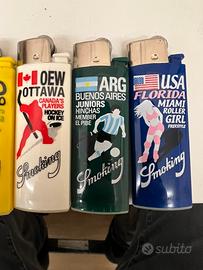 OEW
OTTAWA
CANADA'S
PLAYERS
HOCKEY
ON ICE
Smoking
ARG
BUENOS AIRES
JUNIORS
HINCHAS
MEMBER
EL PIBE
Smoking
USA
FLORIDA
MIAMI
ROLLER
GIRL
FREESTYLE
Smoking
subito